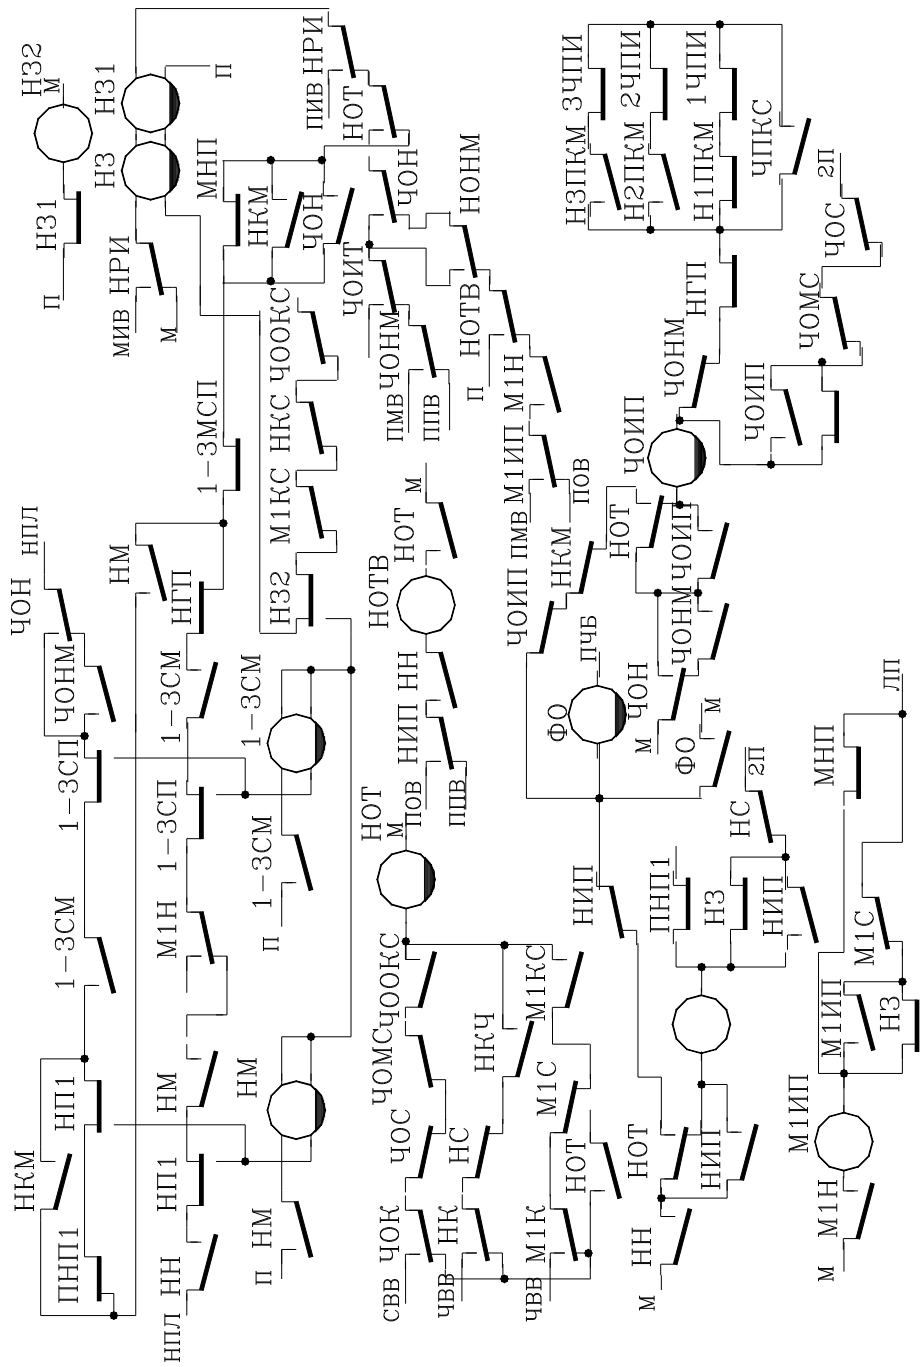 НКМ
ЧОН
НПЛ
НЗ2
М
ПНП1
НП1
1-3СМ
1-3СП
ЧОНМ
П
НЗ1
НМ
НЗ
НЗ1
МИВ НРИ
НПЛ
НН
НП1
НМ
М1Н
1-3СП
1-3СМ
НГП
1-3МСП
М
МНП
П
НМ
1-3СМ
П
НМ
П
1-3СМ
НЗ2
М1КС
НКС
ЧООКС
НКМ
ЧОН
ПИВ НРИ
НОТ
ЧОИТ
НОТ
М
НОТВ
СВВ
ЧОК
ЧОС
ЧОМС
ЧООКС
ПОВ
НИП
НН
НОТ
М
ПМВ
ЧОНМ
ЧОН
ППВ
ППВ
ЧВВ
НК
НС
НКЧ
П
НОТВ
НОНМ
ЧВВ
М1К
М1С
М1КС
ЧОИП
ПМВ
М1ИП
М1Н
НОТ
НИП
ФО
ПЧБ
НКМ
ПОВ
НЗПКМ
3ЧПИ
М
НН
НОТ
М
ЧОН
НОТ
ЧОИП
Н2ПКМ
2ЧПИ
НИП
ПНП1
НЗ
НИП
ФО
М
ЧОНМ
ЧОИП
ЧОНМ
НГП
Н1ПКМ
1ЧПИ
НС
2П
ЧОИП
ЧПКС
ЧОМС
ЧОС
2П
М
М1Н
М1ИП
М1ИП
М1С
МНП
НЗ
ЛП